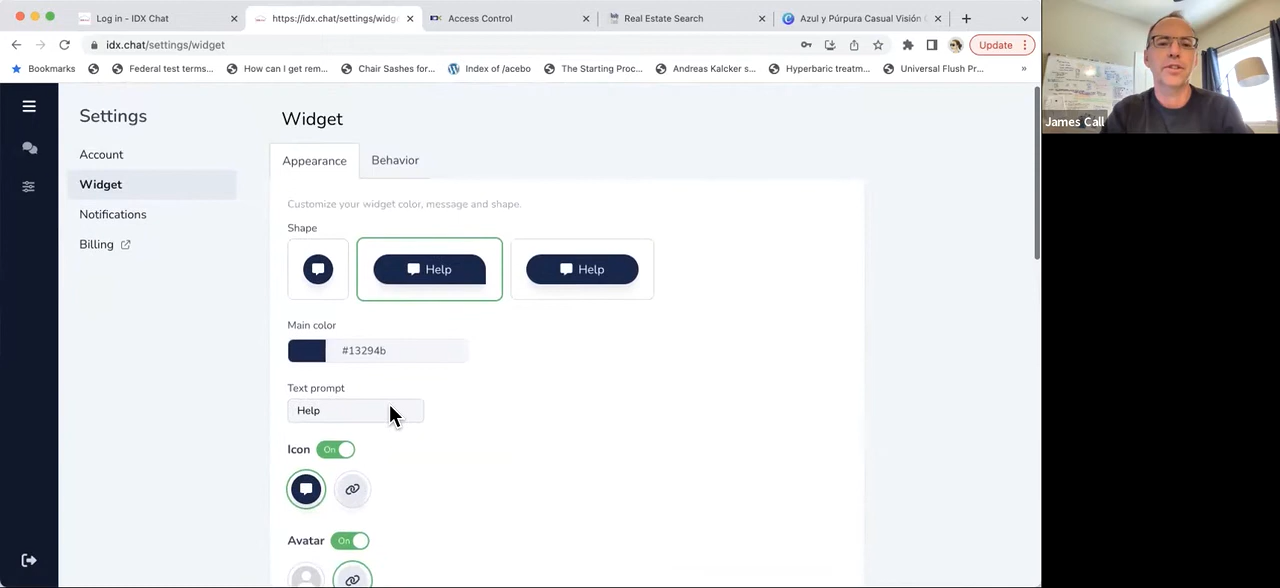 Log in - IDX Chat
https://idx.chat/settings/widg
Access Control
Real Estate Search
Azul y Púrpura Casual Visión
idx.chat/settings/widget
Update
Bookmarks
Federal test terms...
How can I get rem...
Chair Sashes for...
List of /acebo
The Starting Proc...
Andreas Kalcker s...
Hyperbaric treatm...
Universal Flush Pr...
»
James Call
Settings
Account
Widget
Notifications
Billing
Widget
Appearance
Behavior
Customize your widget color, message and shape.
Shape
Help
Help
Main color
#13294b
Text prompt
Help
Icon
On
Avatar
On